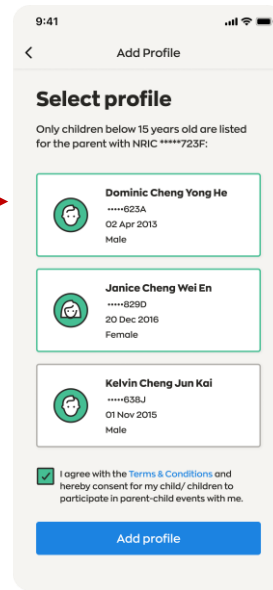 9:41
Add Profile
Select profile
Only children below 15 years old are listed
for the parent with NRIC *****723F:
Dominic Cheng Yong He
·····623A
02 Apr 2013
Male
Janice Cheng Wei En
·····829D
20 Dec 2016
Female
Kelvin Cheng Jun Kai
·····638J
01 Nov 2015
Male
I agree with the Terms & Conditions and
hereby consent for my child/ children to
participate in parent-child events with me.
Add profile